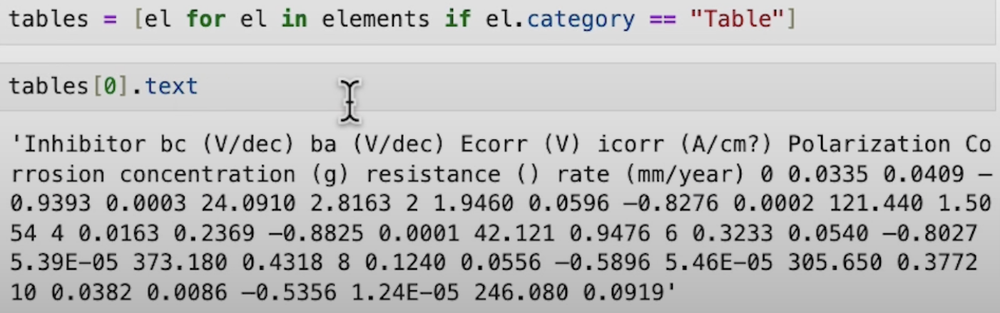 tables = [el for el in elements if el.category == "Table"]
tables[0].text
'Inhibitor bc (V/dec) ba (V/dec) Ecorr (V) icorr (A/cm?) Polarization Co
rrosion concentration (g) resistance () rate (mm/year) 0 0.0335 0.0409 —
0.9393 0.0003 24.0910 2.8163 2 1.9460 0.0596 —0.8276 0.0002 121.440 1.50
54 4 0.0163 0.2369 —0.8825 0.0001 42.121 0.9476 6 0.3233 0.0540 —0.8027
5.39E—05 373.180 0.4318 8 0.1240 0.0556 —0.5896 5.46E—05 305.650 0.3772
10 0.0382 0.0086 —0.5356 1.24E—05 246.080 0.0919'